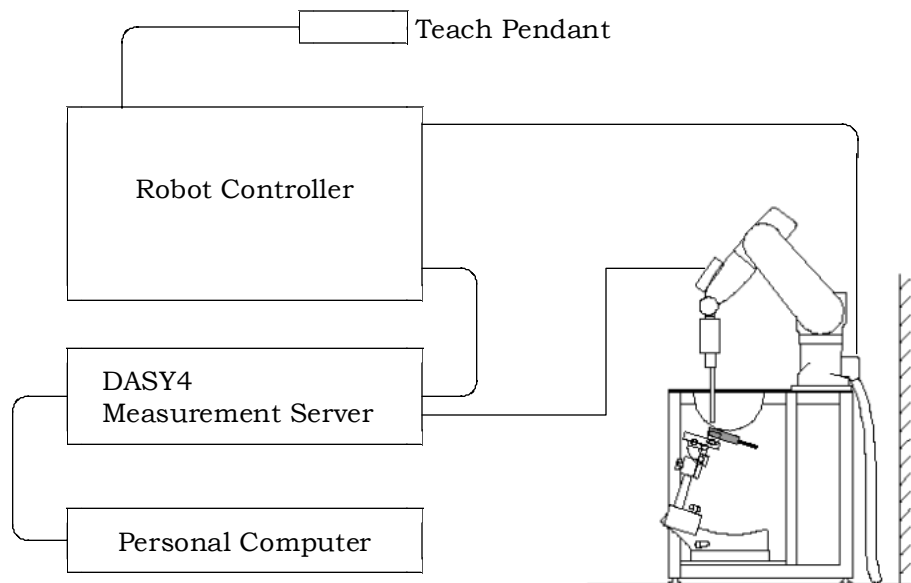 Teach Pendant
Robot Controller
DASY4
Measurement Server
Personal Computer